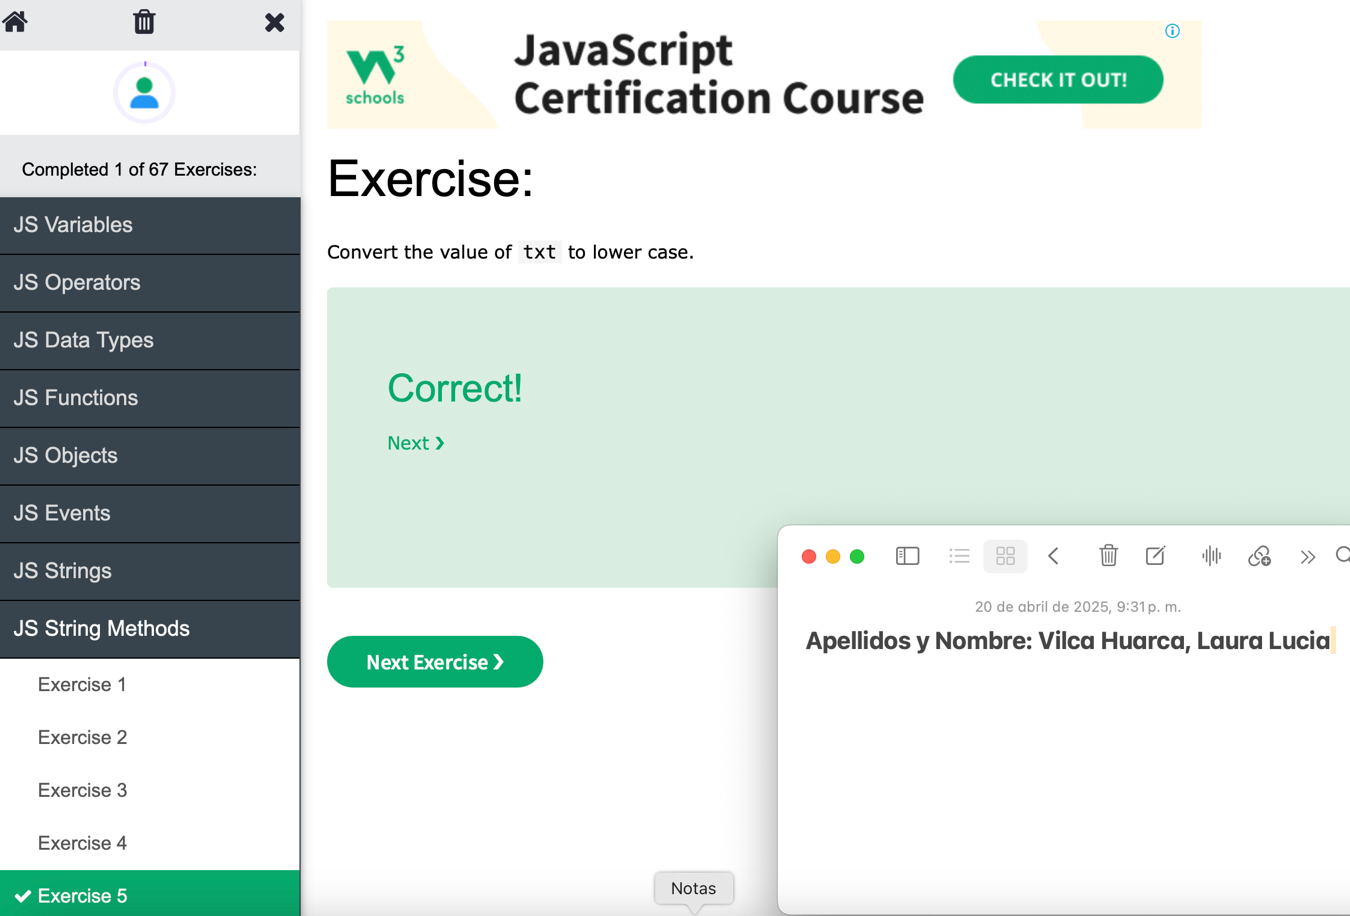 Completed 1 of 67 Exercises:
JS Variables
JS Operators
JS Data Types
JS Functions
JS Objects
JS Events
JS Strings
JS String Methods
Exercise 1
Exercise 2
Exercise 3
Exercise 4
Exercise 5
W3
schools
JavaScript
Certification Course
CHECK IT OUT!
Exercise:
Convert the value of txt to lower case.
Correct!
Next ❯
Next Exercise ❯
20 de abril de 2025, 9:31 p. m.
Apellidos y Nombre: Vilca Huarca, Laura Lucia
Notas